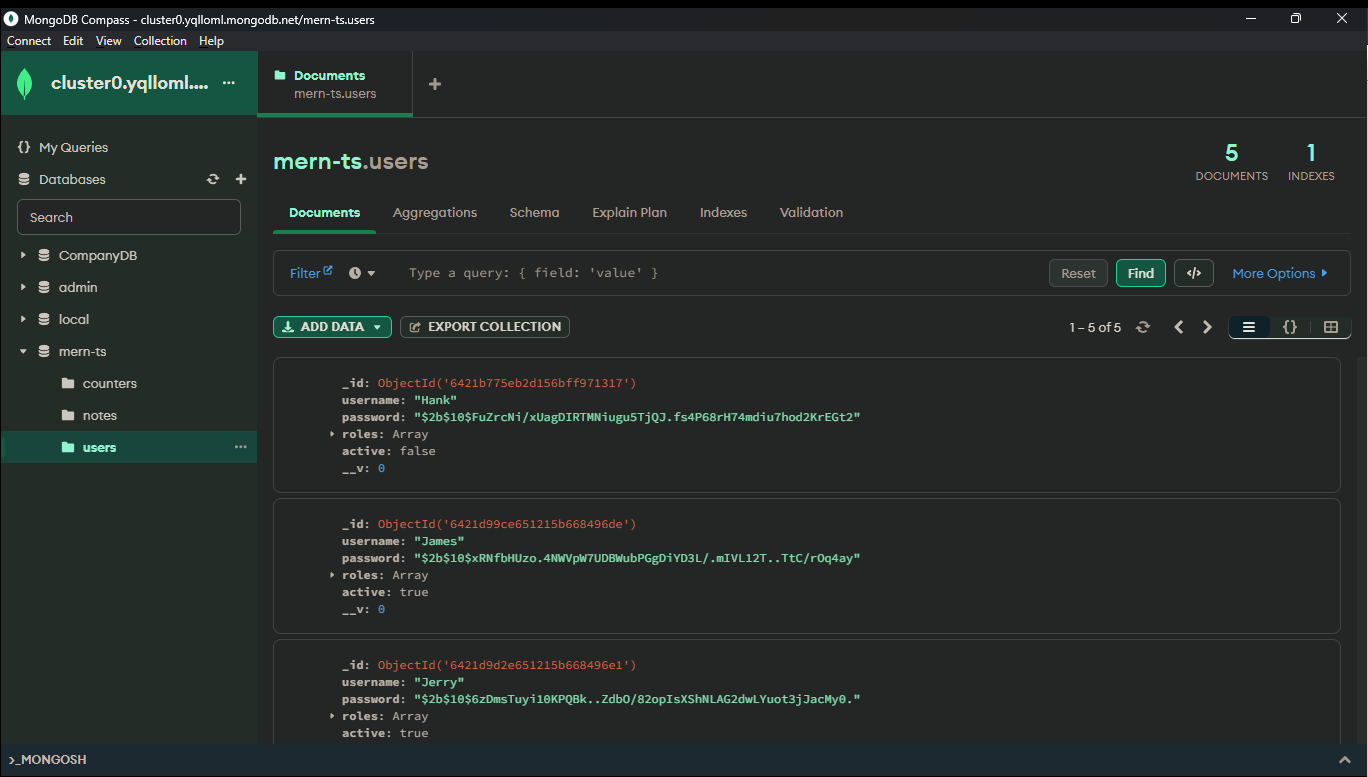 MongoDB Compass - cluster0.yqlloml.mongodb.net/mern-ts.users
Connect Edit View Collection Help
cluster0.yqlloml.... ...
Documents
mern-ts.users
+
{} My Queries
Databases
Search
CompanyDB
admin
local
mern-ts
counters
notes
users ...
mern-ts.users
5 DOCUMENTS
1 INDEXES
Documents Aggregations Schema Explain Plan Indexes Validation
Filter Type a query: { field: 'value' } Reset Find </> More Options
ADD DATA EXPORT COLLECTION 1 – 5 of 5 {}
_id: ObjectId('6421b775eb2d156bff971317')
username: "Hank"
password: "$2b$10$FuZrcNi/xUagDIRTMNiugu5TjQJ.fs4P68rH74mdiu7hod2KrEGt2"
roles: Array
active: false
__v: 0
_id: ObjectId('6421d99ce651215b668496de')
username: "James"
password: "$2b$10$xRNfbHUzo.4NWVpW7UDBWubPGgDiYD3L/.mIVL12T..TtC/rOq4ay"
roles: Array
active: true
__v: 0
_id: ObjectId('6421d9d2e651215b668496e1')
username: "Jerry"
password: "$2b$10$6zDmsTuyi10KPQBk..ZdbO/82opIsXShNLAG2dwLYuot3jJacMy0."
roles: Array
active: true
>_MONGOSH